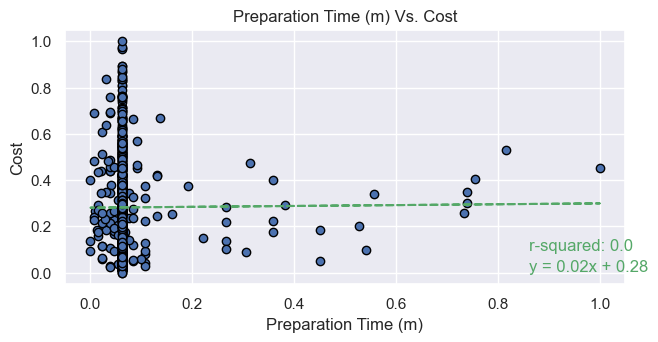 Preparation Time (m) Vs. Cost
1.0
0.8
0.6
0.4
0.2
0.0
Cost
r-squared: 0.0
y = 0.02x + 0.28
0.0 0.2 0.4 0.6 0.8 1.0
Preparation Time (m)